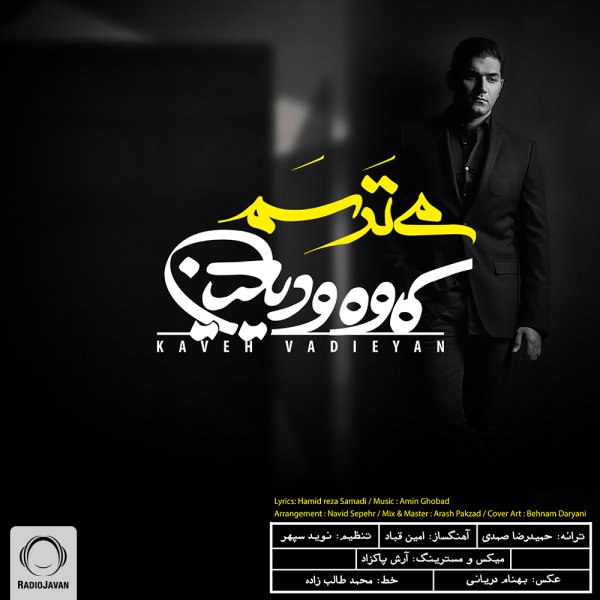 می‌ترسم
کاوه ودیعیان
KAVEH VADIEYAN
Lyrics: Hamid reza Samadi / Music : Amin Ghobad
Arrangement : Navid Sepehr / Mix & Master : Arash Pakzad / Cover Art : Behnam Daryani
ترانه: حمیدرضا صمدی آهنگساز: امین قباد تنظیم: نوید سپهر
میکس و مسترینگ: آرش پاکزاد
عکس: بهنام دریانی خط: محمد طالب زاده
RADIOJAVAN